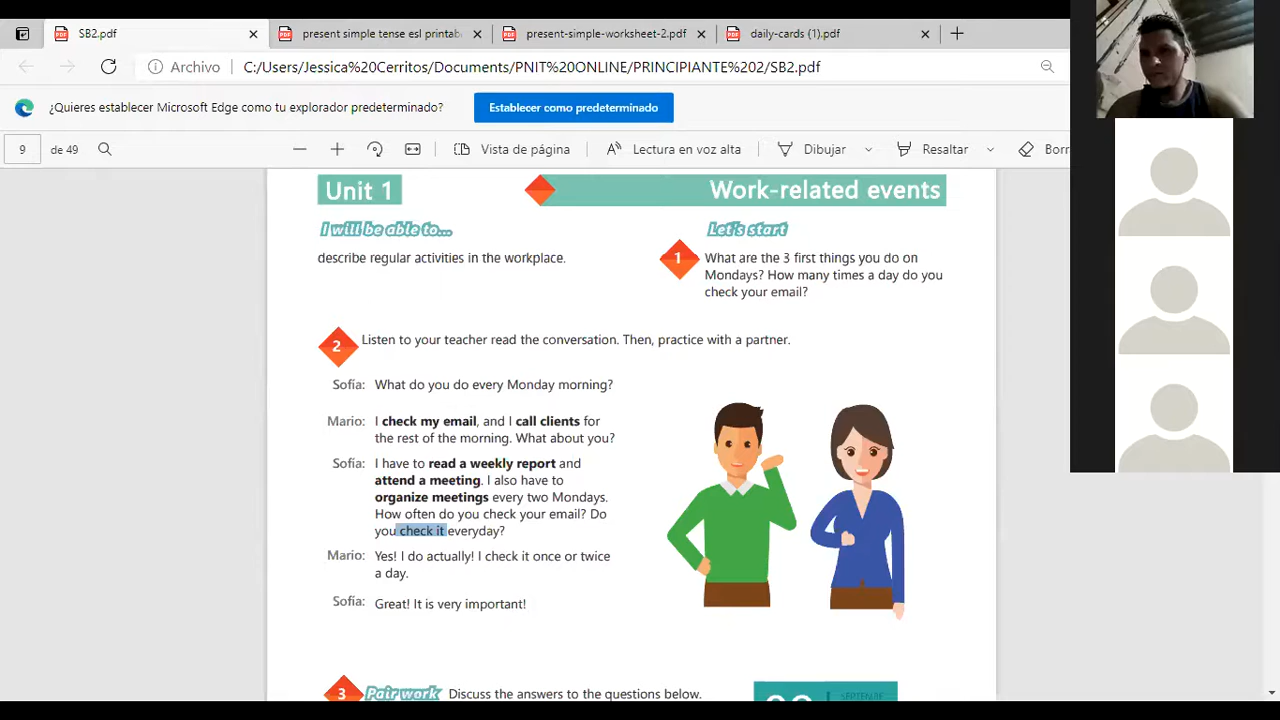 SB2.pdf
present simple tense esl printab
present-simple-worksheet-2.pdf
daily-cards (1).pdf
Archivo
C:/Users/Jessica%20Cerritos/Documents/PNIT%20ONLINE/PRINCIPIANTE%202/SB2.pdf
¿Quieres establecer Microsoft Edge como tu explorador predeterminado?
Establecer como predeterminado
9
de 49
Vista de página
Lectura en voz alta
Dibujar
Resaltar
Borr
Unit 1
Work-related events
I will be able to...
describe regular activities in the workplace.
Let's start
1
What are the 3 first things you do on
Mondays? How many times a day do you
check your email?
2
Listen to your teacher read the conversation. Then, practice with a partner.
Sofía: What do you do every Monday morning?
Mario: I check my email, and I call clients for
the rest of the morning. What about you?
Sofía: I have to read a weekly report and
attend a meeting. I also have to
organize meetings every two Mondays.
How often do you check your email? Do
you check it everyday?
Mario: Yes! I do actually! I check it once or twice
a day.
Sofía: Great! It is very important!
3
Pair work Discuss the answers to the questions below.